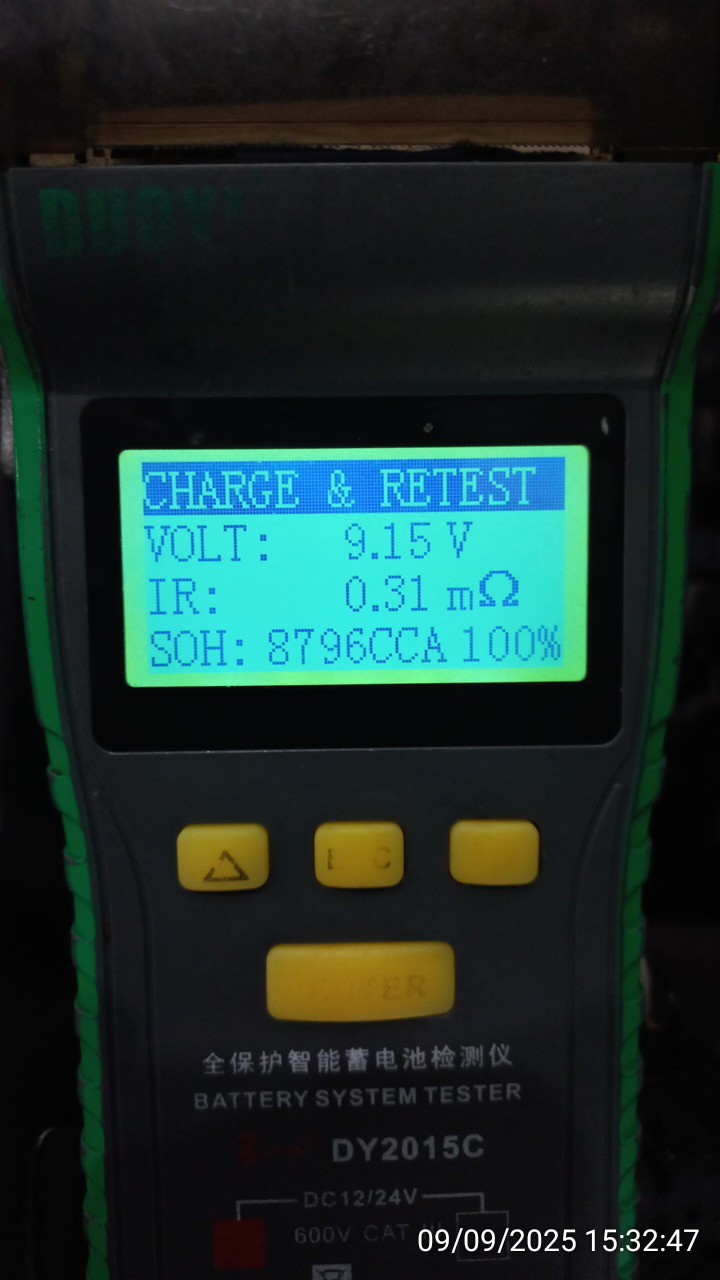 DUOYI
CHARGE & RETEST
VOLT: 9.15 V
IR: 0.31 mΩ
SOH: 8796CCA 100%
ENTER
全保护智能蓄电池检测仪
BATTERY SYSTEM TESTER
DY2015C
DC12/24V
600V CAT III
09/09/2025 15:32:47